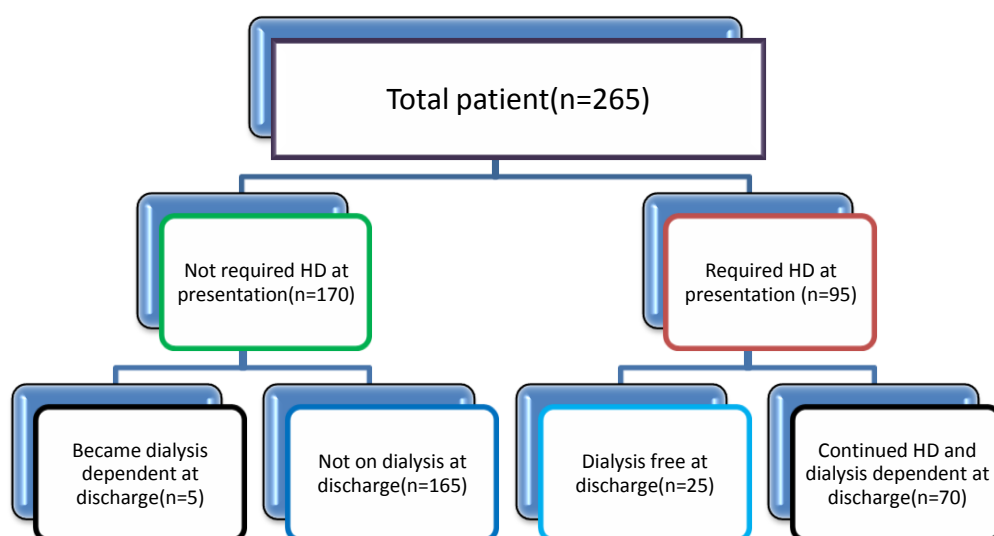 Total patient(n=265)
Not required HD at
presentation(n=170)
Required HD at
presentation (n=95)
Became dialysis
dependent at
discharge(n=5)
Not on dialysis at
discharge(n=165)
Dialysis free at
discharge(n=25)
Continued HD and
dialysis dependent at
discharge(n=70)